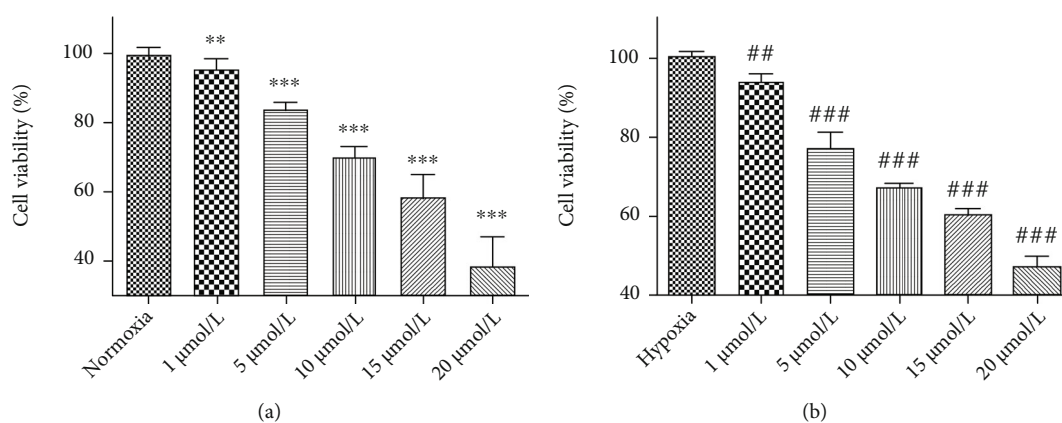 Cell viability (%)
100
80
60
40
**
***
***
***
***
Normoxia
1 μmol/L
5 μmol/L
10 μmol/L
15 μmol/L
20 μmol/L
(a)
Cell viability (%)
100
80
60
40
##
###
###
###
###
Hypoxia
1 μmol/L
5 μmol/L
10 μmol/L
15 μmol/L
20 μmol/L
(b)